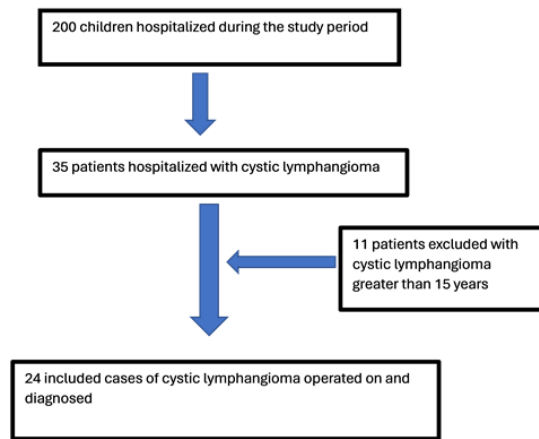 200 children hospitalized during the study period
35 patients hospitalized with cystic lymphangioma
11 patients excluded with
cystic lymphangioma
greater than 15 years
24 included cases of cystic lymphangioma operated on and
diagnosed